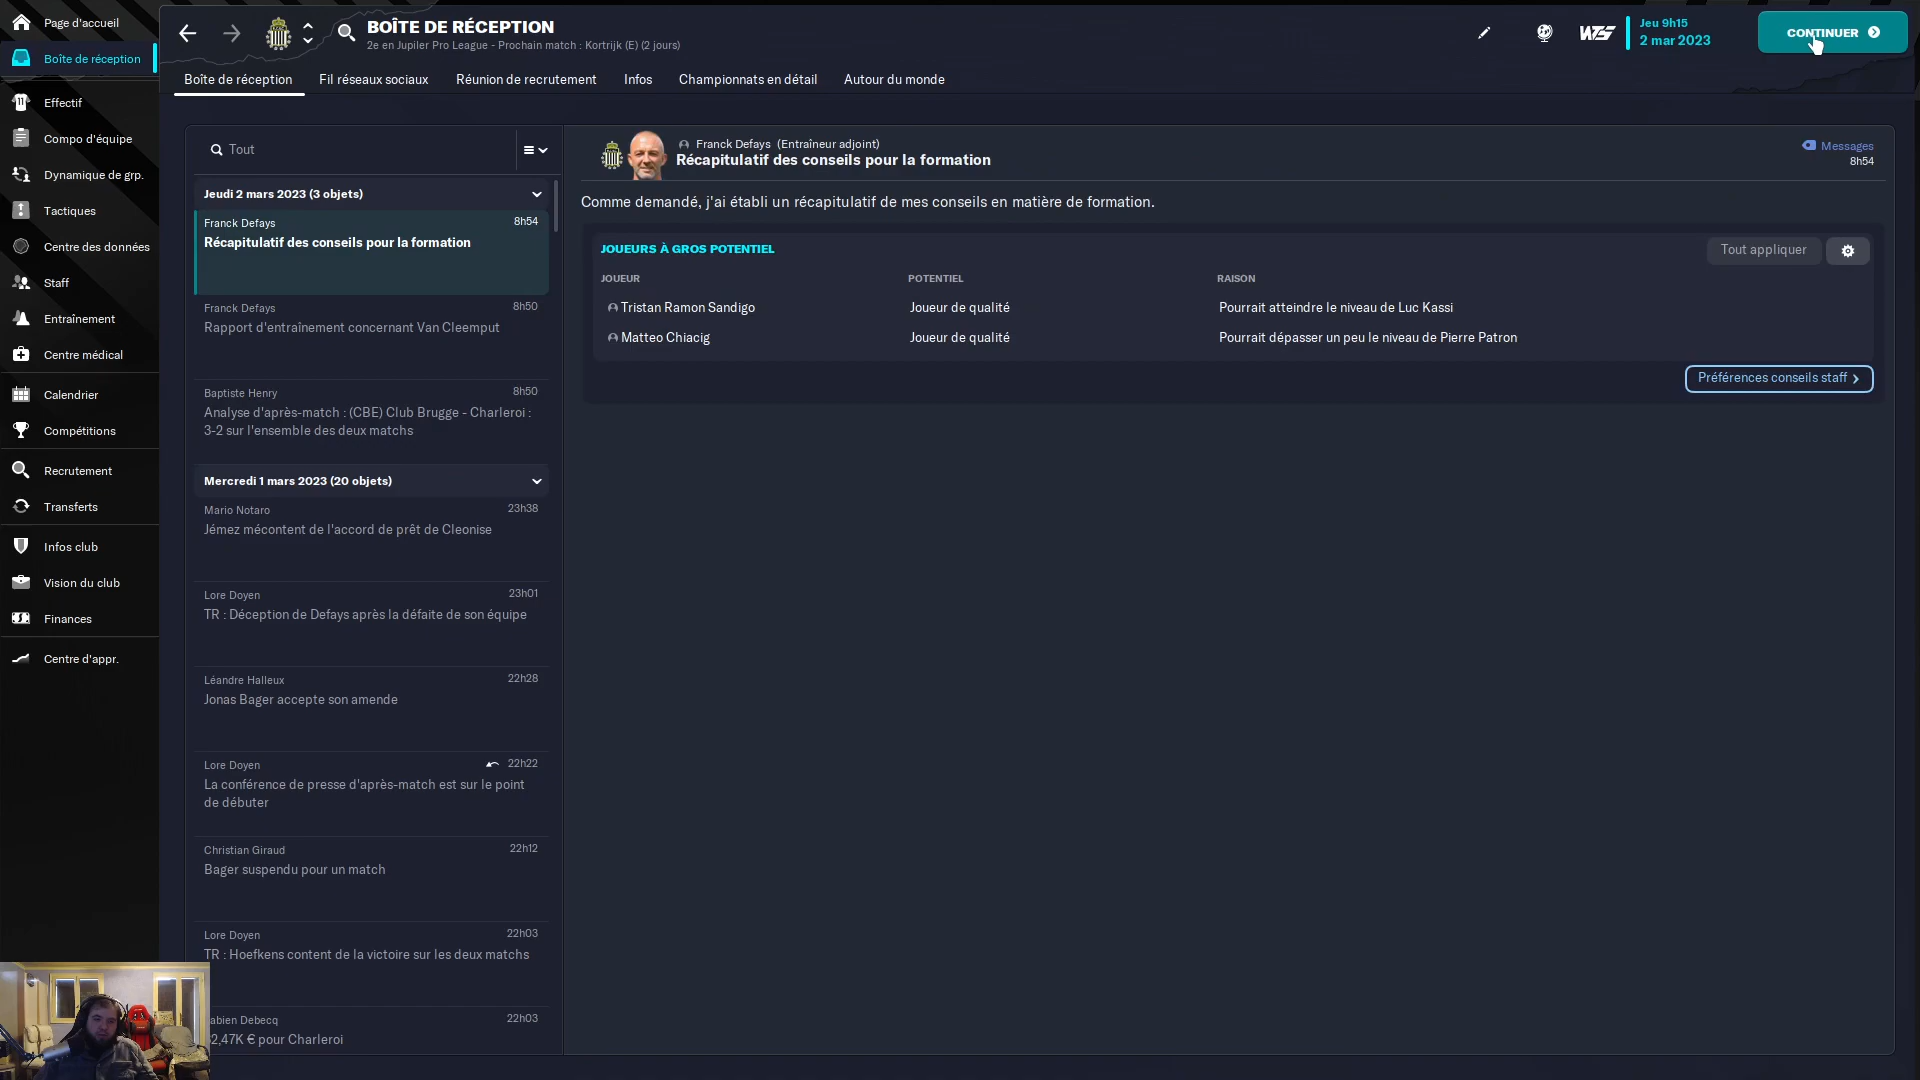 Page d'accueil
Boîte de réception
Effectif
Compo d'équipe
Dynamique de grp.
Tactiques
Centre des données
Staff
Entraînement
Centre médical
Calendrier
Compétitions
Recrutement
Transferts
Infos club
Vision du club
Finances
Centre d'appr.
BOÎTE DE RÉCEPTION
2e en Jupiler Pro League - Prochain match : Kortrijk (E) (2 jours)
Jeu 9h15
2 mar 2023
CONTINUER
Boîte de réception
Fil réseaux sociaux
Réunion de recrutement
Infos
Championnats en détail
Autour du monde
Tout
Jeudi 2 mars 2023 (3 objets)
Franck Defays 8h54
Récapitulatif des conseils pour la formation
Franck Defays 8h50
Rapport d'entraînement concernant Van Cleemput
Baptiste Henry 8h50
Analyse d'après-match : (CBE) Club Brugge - Charleroi :
3-2 sur l'ensemble des deux matchs
Mercredi 1 mars 2023 (20 objets)
Mario Notaro 23h38
Jémez mécontent de l'accord de prêt de Cleonise
Lore Doyen 23h01
TR : Déception de Defays après la défaite de son équipe
Léandre Halleux 22h28
Jonas Bager accepte son amende
Lore Doyen 22h22
La conférence de presse d'après-match est sur le point
de débuter
Christian Giraud 22h12
Bager suspendu pour un match
Lore Doyen 22h03
TR : Hoefkens content de la victoire sur les deux matchs
abien Debecq 22h03
2,47K € pour Charleroi
Franck Defays (Entraîneur adjoint)
Récapitulatif des conseils pour la formation
Messages
8h54
Comme demandé, j'ai établi un récapitulatif de mes conseils en matière de formation.
JOUEURS À GROS POTENTIEL
Tout appliquer
JOUEUR POTENTIEL RAISON
Tristan Ramon Sandigo Joueur de qualité Pourrait atteindre le niveau de Luc Kassi
Matteo Chiacig Joueur de qualité Pourrait dépasser un peu le niveau de Pierre Patron
Préférences conseils staff